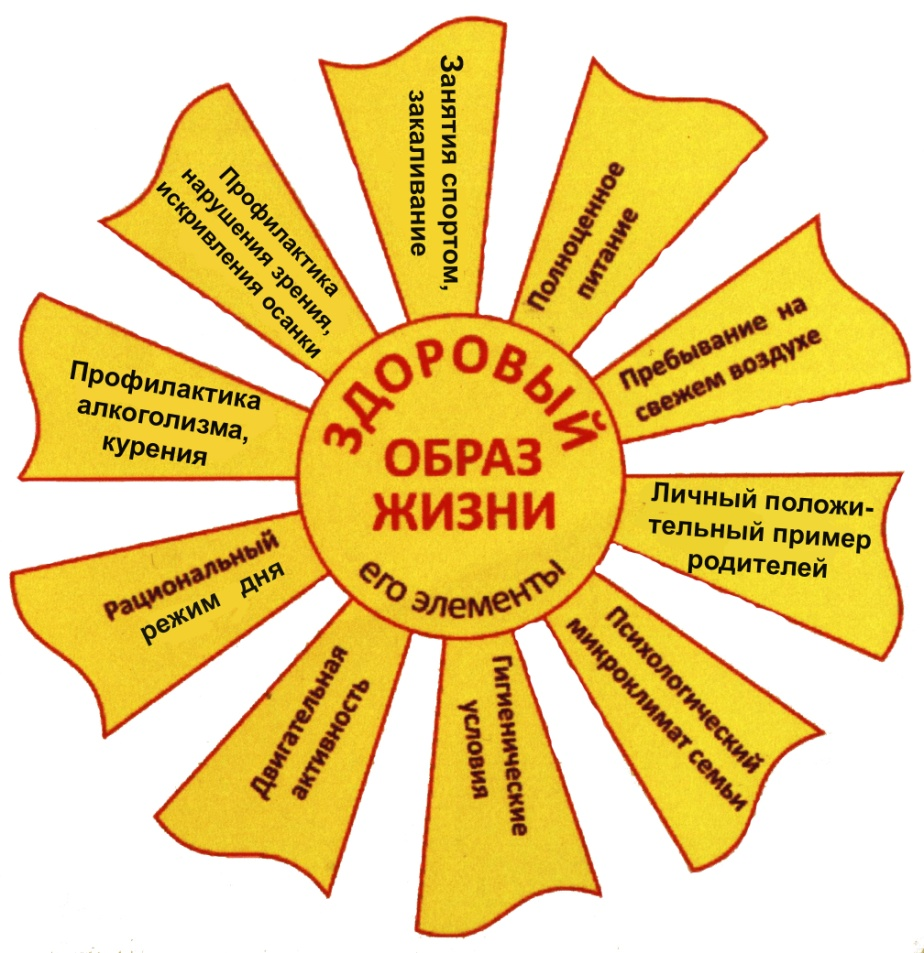 ЗДОРОВЫЙ
ОБРАЗ
ЖИЗНИ
его элементы
Занятия спортом,
закаливание
Полноценное
питание
Пребывание на
свежем воздухе
Личный положи-
тельный пример
родителей
Психологический
микроклимат семьи
Гигиенические
условия
Двигательная
активность
Рациональный
режим дня
Профилактика
алкоголизма,
курения
Профилактика
нарушения зрения,
искривления осанки